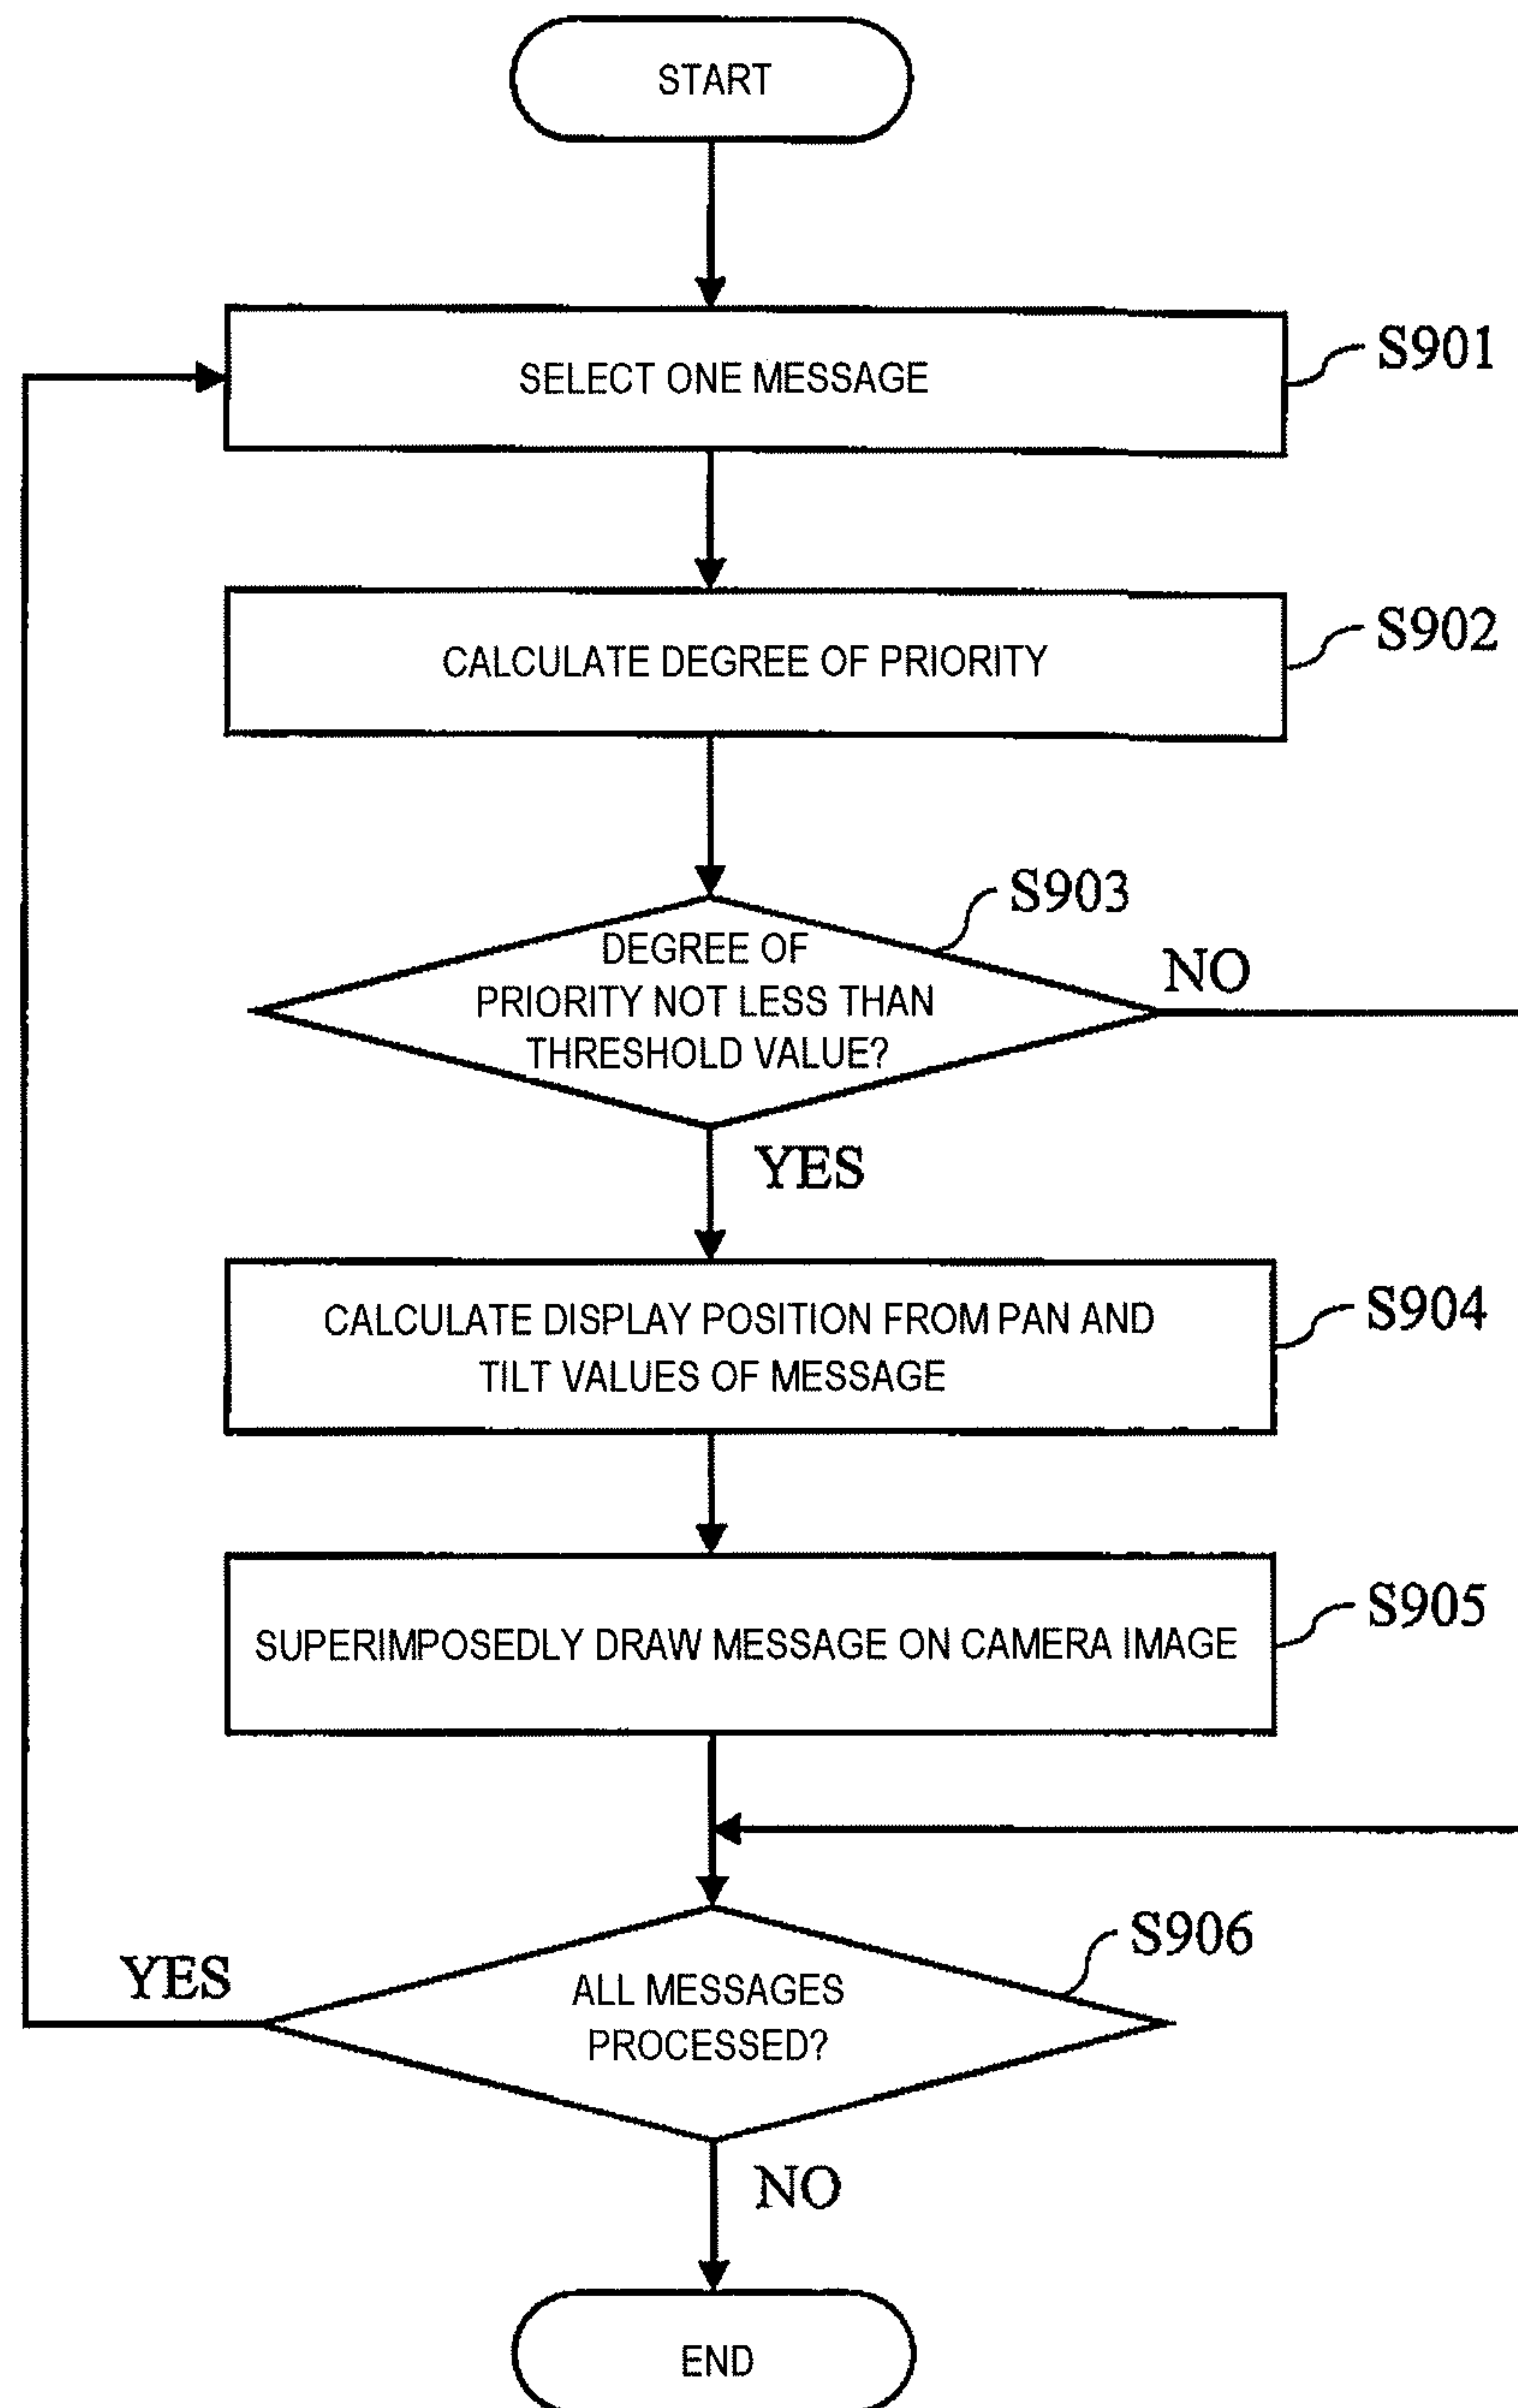 START
SELECT ONE MESSAGE
S901
CALCULATE DEGREE OF PRIORITY
S902
S903
DEGREE OF
PRIORITY NOT LESS THAN
THRESHOLD VALUE?
NO
YES
CALCULATE DISPLAY POSITION FROM PAN AND
TILT VALUES OF MESSAGE
S904
SUPERIMPOSEDLY DRAW MESSAGE ON CAMERA IMAGE
S905
S906
YES
ALL MESSAGES
PROCESSED?
NO
END